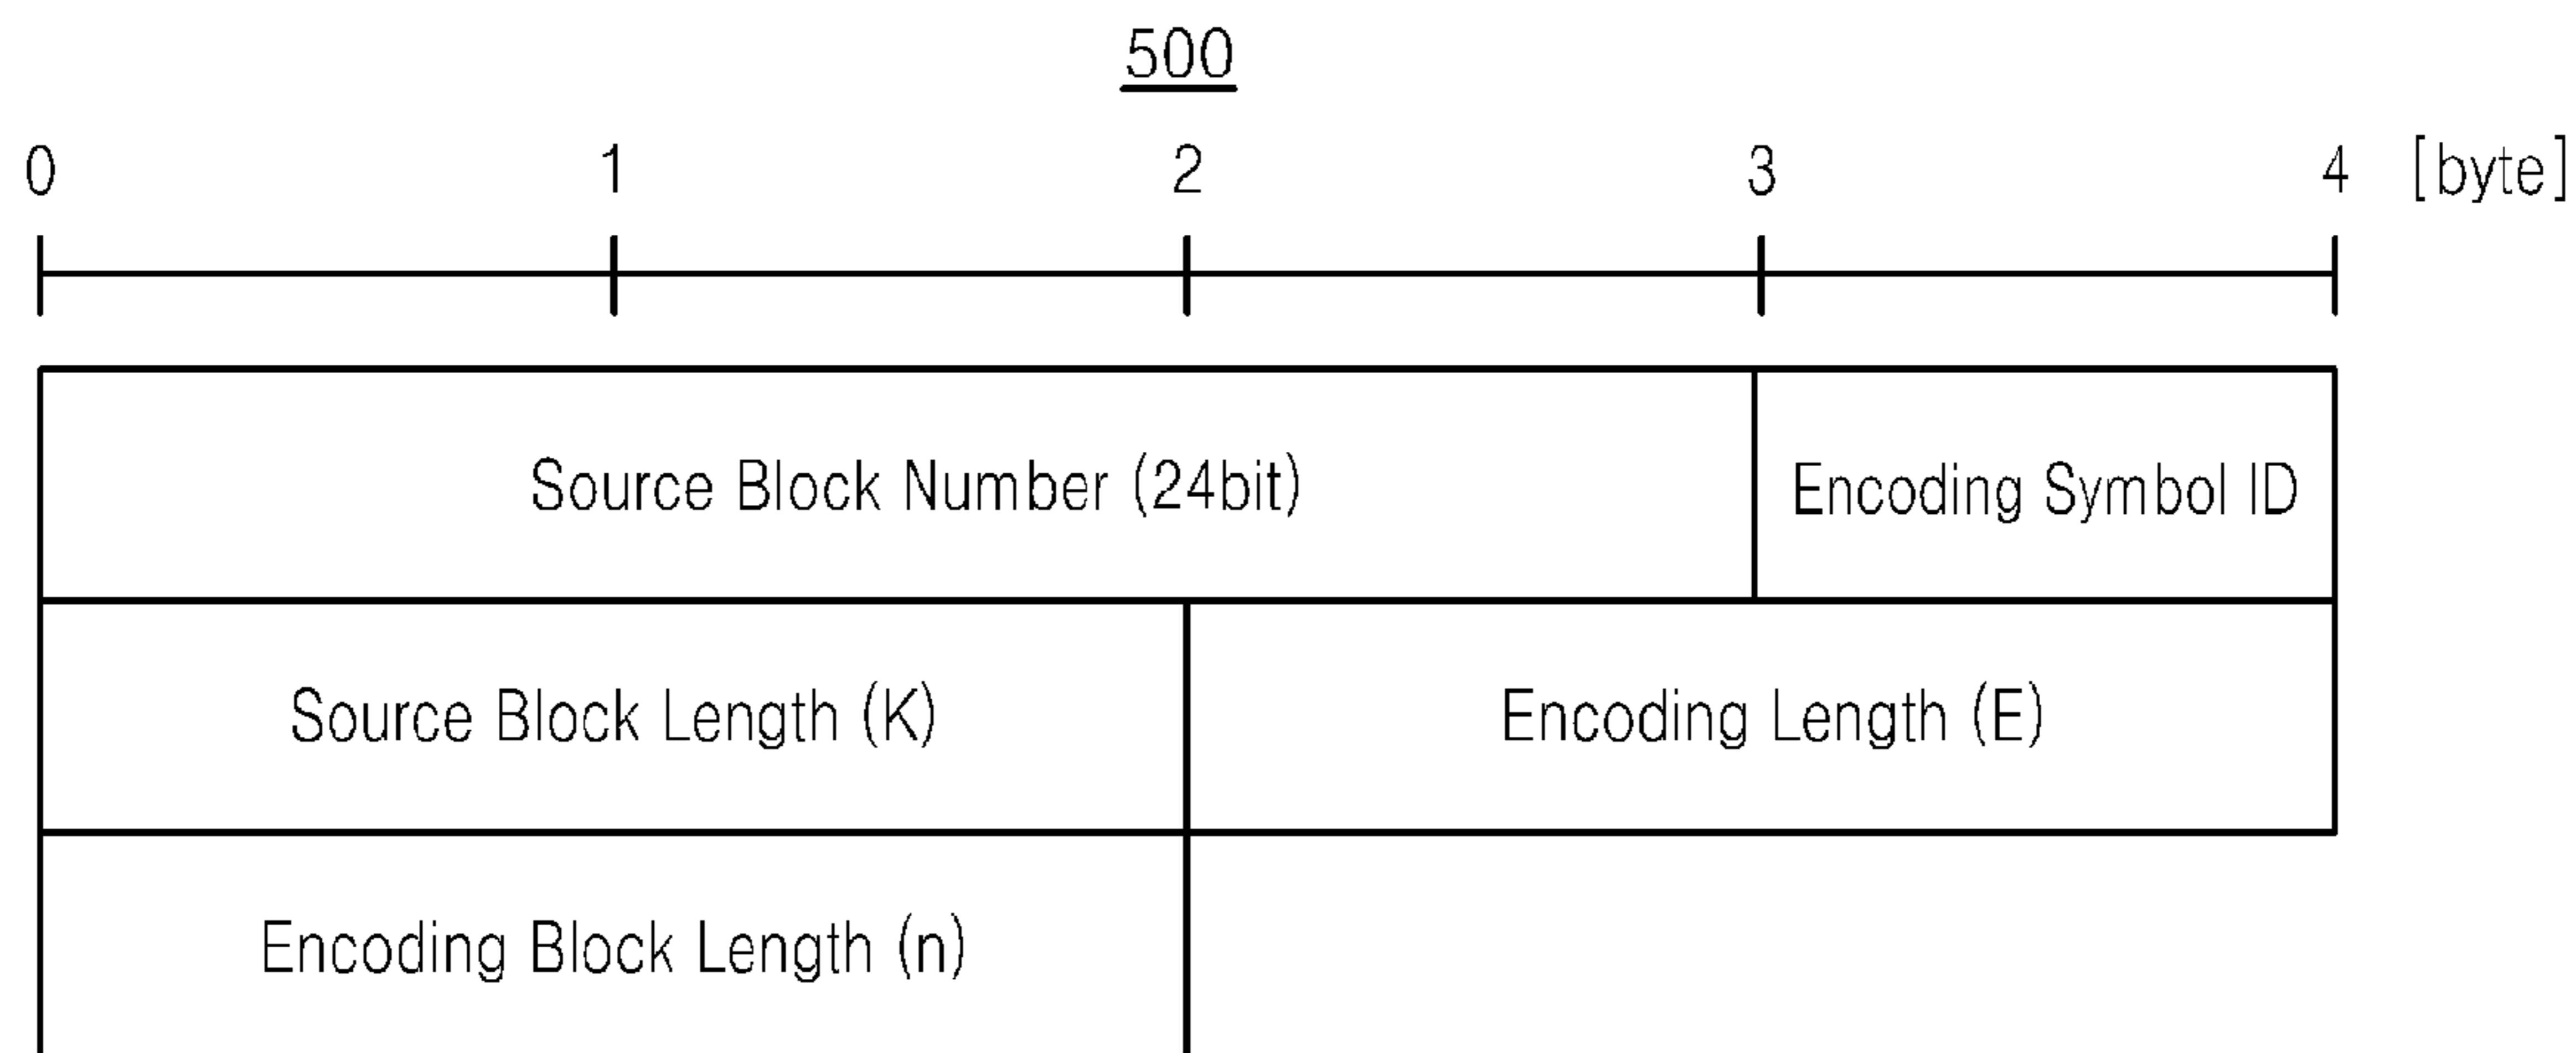 500
0 1 2 3 4 [byte]
Source Block Number (24bit) Encoding Symbol ID
Source Block Length (K) Encoding Length (E)
Encoding Block Length (n)